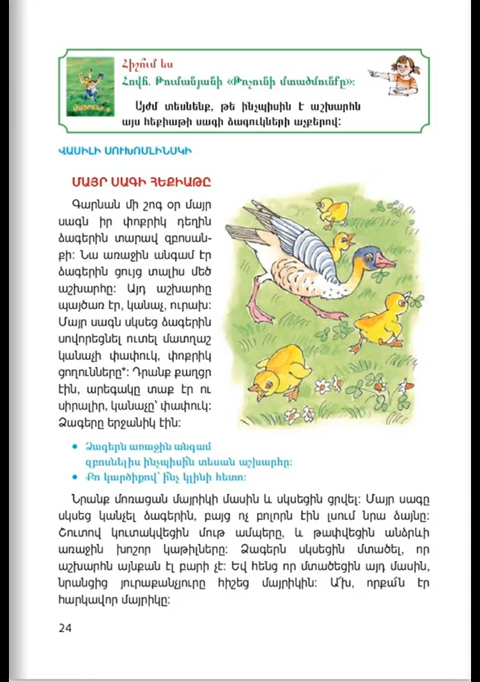 Հիշո՞ւմ ես
Հովհ. Թումանյանի «Թռչունի մտածմունքը»:
Այժմ տեսնենք, թե ինչպիսին է աշխարհն
այս հեքիաթի սագի ձագուկների աչքերով:
ՎԱՍԻԼԻ ՍՈՒԽՈՄԼԻՆՍԿԻ
ՄԱՅՐ ՍԱԳԻ ՀԵՔԻԱԹԸ
Գարնան մի շոգ օր մայր
սագն իր փոքրիկ դեղին
ձագերին տարավ զբոսան-
քի: Նա առաջին անգամ էր
ձագերին ցույց տալիս մեծ
աշխարհը: Այդ աշխարհը
պայծառ էր, կանաչ, ուրախ:
Մայր սագն սկսեց ձագերին
սովորեցնել ուտել մատղաշ
կանաչի փափուկ, փոքրիկ
ցողունները*: Դրանք քաղցր
էին, արեգակը տաք էր ու
սիրալիր, կանաչը՝ փափուկ:
Ձագերը երջանիկ էին:
• Ձագերն առաջին անգամ
զբոսնելիս ինչպիսի՞ն տեսան աշխարհը:
• Քո կարծիքով՝ ի՞նչ կլինի հետո:
Նրանք մոռացան մայրիկի մասին և սկսեցին ցրվել: Մայր սագը
սկսեց կանչել ձագերին, բայց ոչ բոլորն էին լսում նրա ձայնը:
Շուտով կուտակվեցին մութ ամպերը, և թափվեցին անձրևի
առաջին խոշոր կաթիլները: Ձագերն սկսեցին մտածել, որ
աշխարհն այնքան էլ բարի չէ: Եվ հենց որ մտածեցին այդ մասին,
նրանցից յուրաքանչյուրը հիշեց մայրիկին: Ա՜խ, որքա՜ն էր
հարկավոր մայրիկը:
24